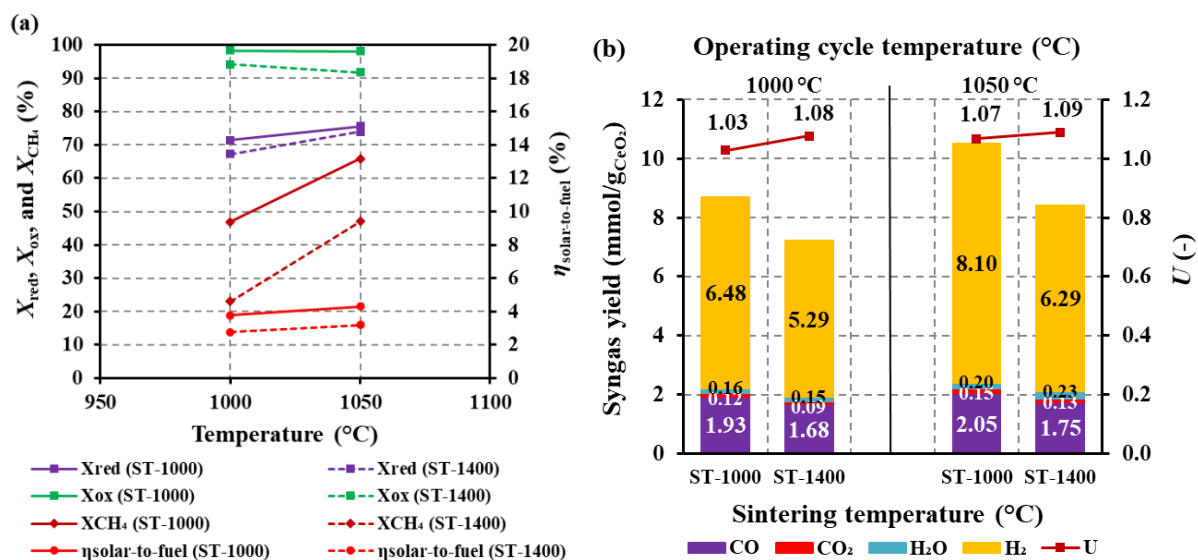 (a)
100
90
80
70
60
50
40
30
20
10
0
X_red, X_ox, and X_CH₄ (%)
20
18
16
14
12
10
8
6
4
2
0
η_solar-to-fuel (%)
950 1000 1050 1100
Temperature (°C)
Xred (ST-1000) Xred (ST-1400)
Xox (ST-1000) Xox (ST-1400)
XCH₄ (ST-1000) XCH₄ (ST-1400)
ηsolar-to-fuel (ST-1000) ηsolar-to-fuel (ST-1400)
(b) Operating cycle temperature (°C)
1000 °C 1050 °C
12
10
8
6
4
2
0
Syngas yield (mmol/g_CeO₂)
1.03 1.08 1.07 1.09
6.48 5.29 8.10 6.29
0.16 0.15 0.20 0.23
0.12 0.09 0.15 0.13
1.93 1.68 2.05 1.75
1.2
1.0
0.8
0.6
0.4
0.2
0.0
U (-)
ST-1000 ST-1400 ST-1000 ST-1400
Sintering temperature (°C)
CO CO₂ H₂O H₂ U